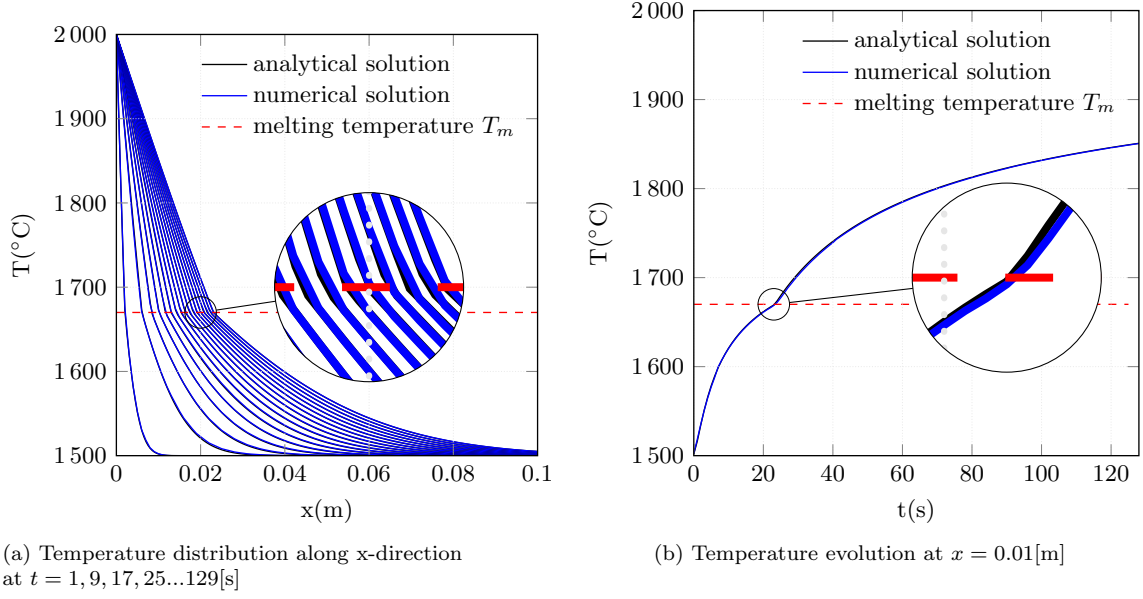 2 000
1 900
1 800
1 700
1 600
1 500
T(°C)
analytical solution
numerical solution
melting temperature T_m
0
0.02
0.04
0.06
0.08
0.1
x(m)
(a) Temperature distribution along x-direction
at t = 1, 9, 17, 25...129[s]
2 000
1 900
1 800
1 700
1 600
1 500
T(°C)
analytical solution
numerical solution
melting temperature T_m
0
20
40
60
80
100
120
t(s)
(b) Temperature evolution at x = 0.01[m]